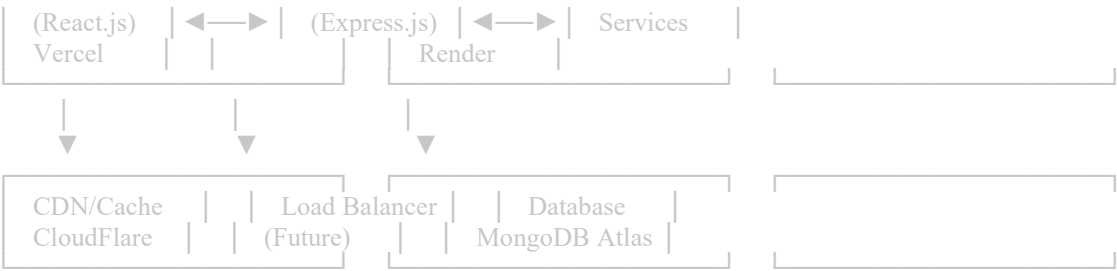 │ (React.js) │◄──►│ (Express.js) │◄──►│ Services │
│ Vercel │ │ │ │ Render │
└──────────────┘ └──────────────┘ └──────────────┘
│ │ │
▼ ▼ ▼
┌──────────────┐ ┌──────────────┐ ┌──────────────┐
│ CDN/Cache │ │ Load Balancer │ │ Database │
│ CloudFlare │ │ (Future) │ │ MongoDB Atlas │
└──────────────┘ └──────────────┘ └──────────────┘